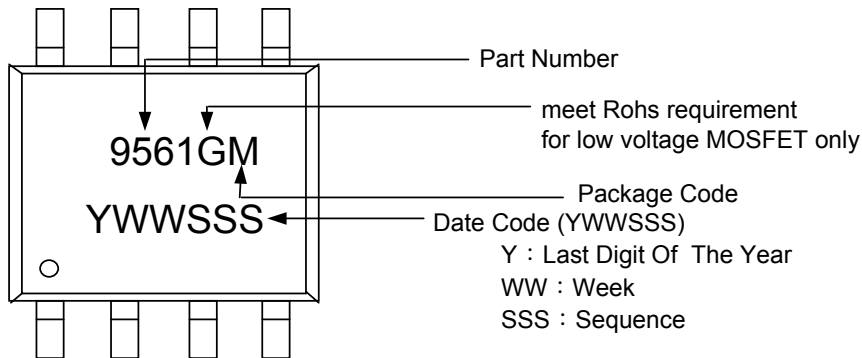 Part Number
meet Rohs requirement
for low voltage MOSFET only
9561GM
Package Code
YWWSSS
Date Code (YWWSSS)
Y：Last Digit Of The Year
WW：Week
SSS：Sequence